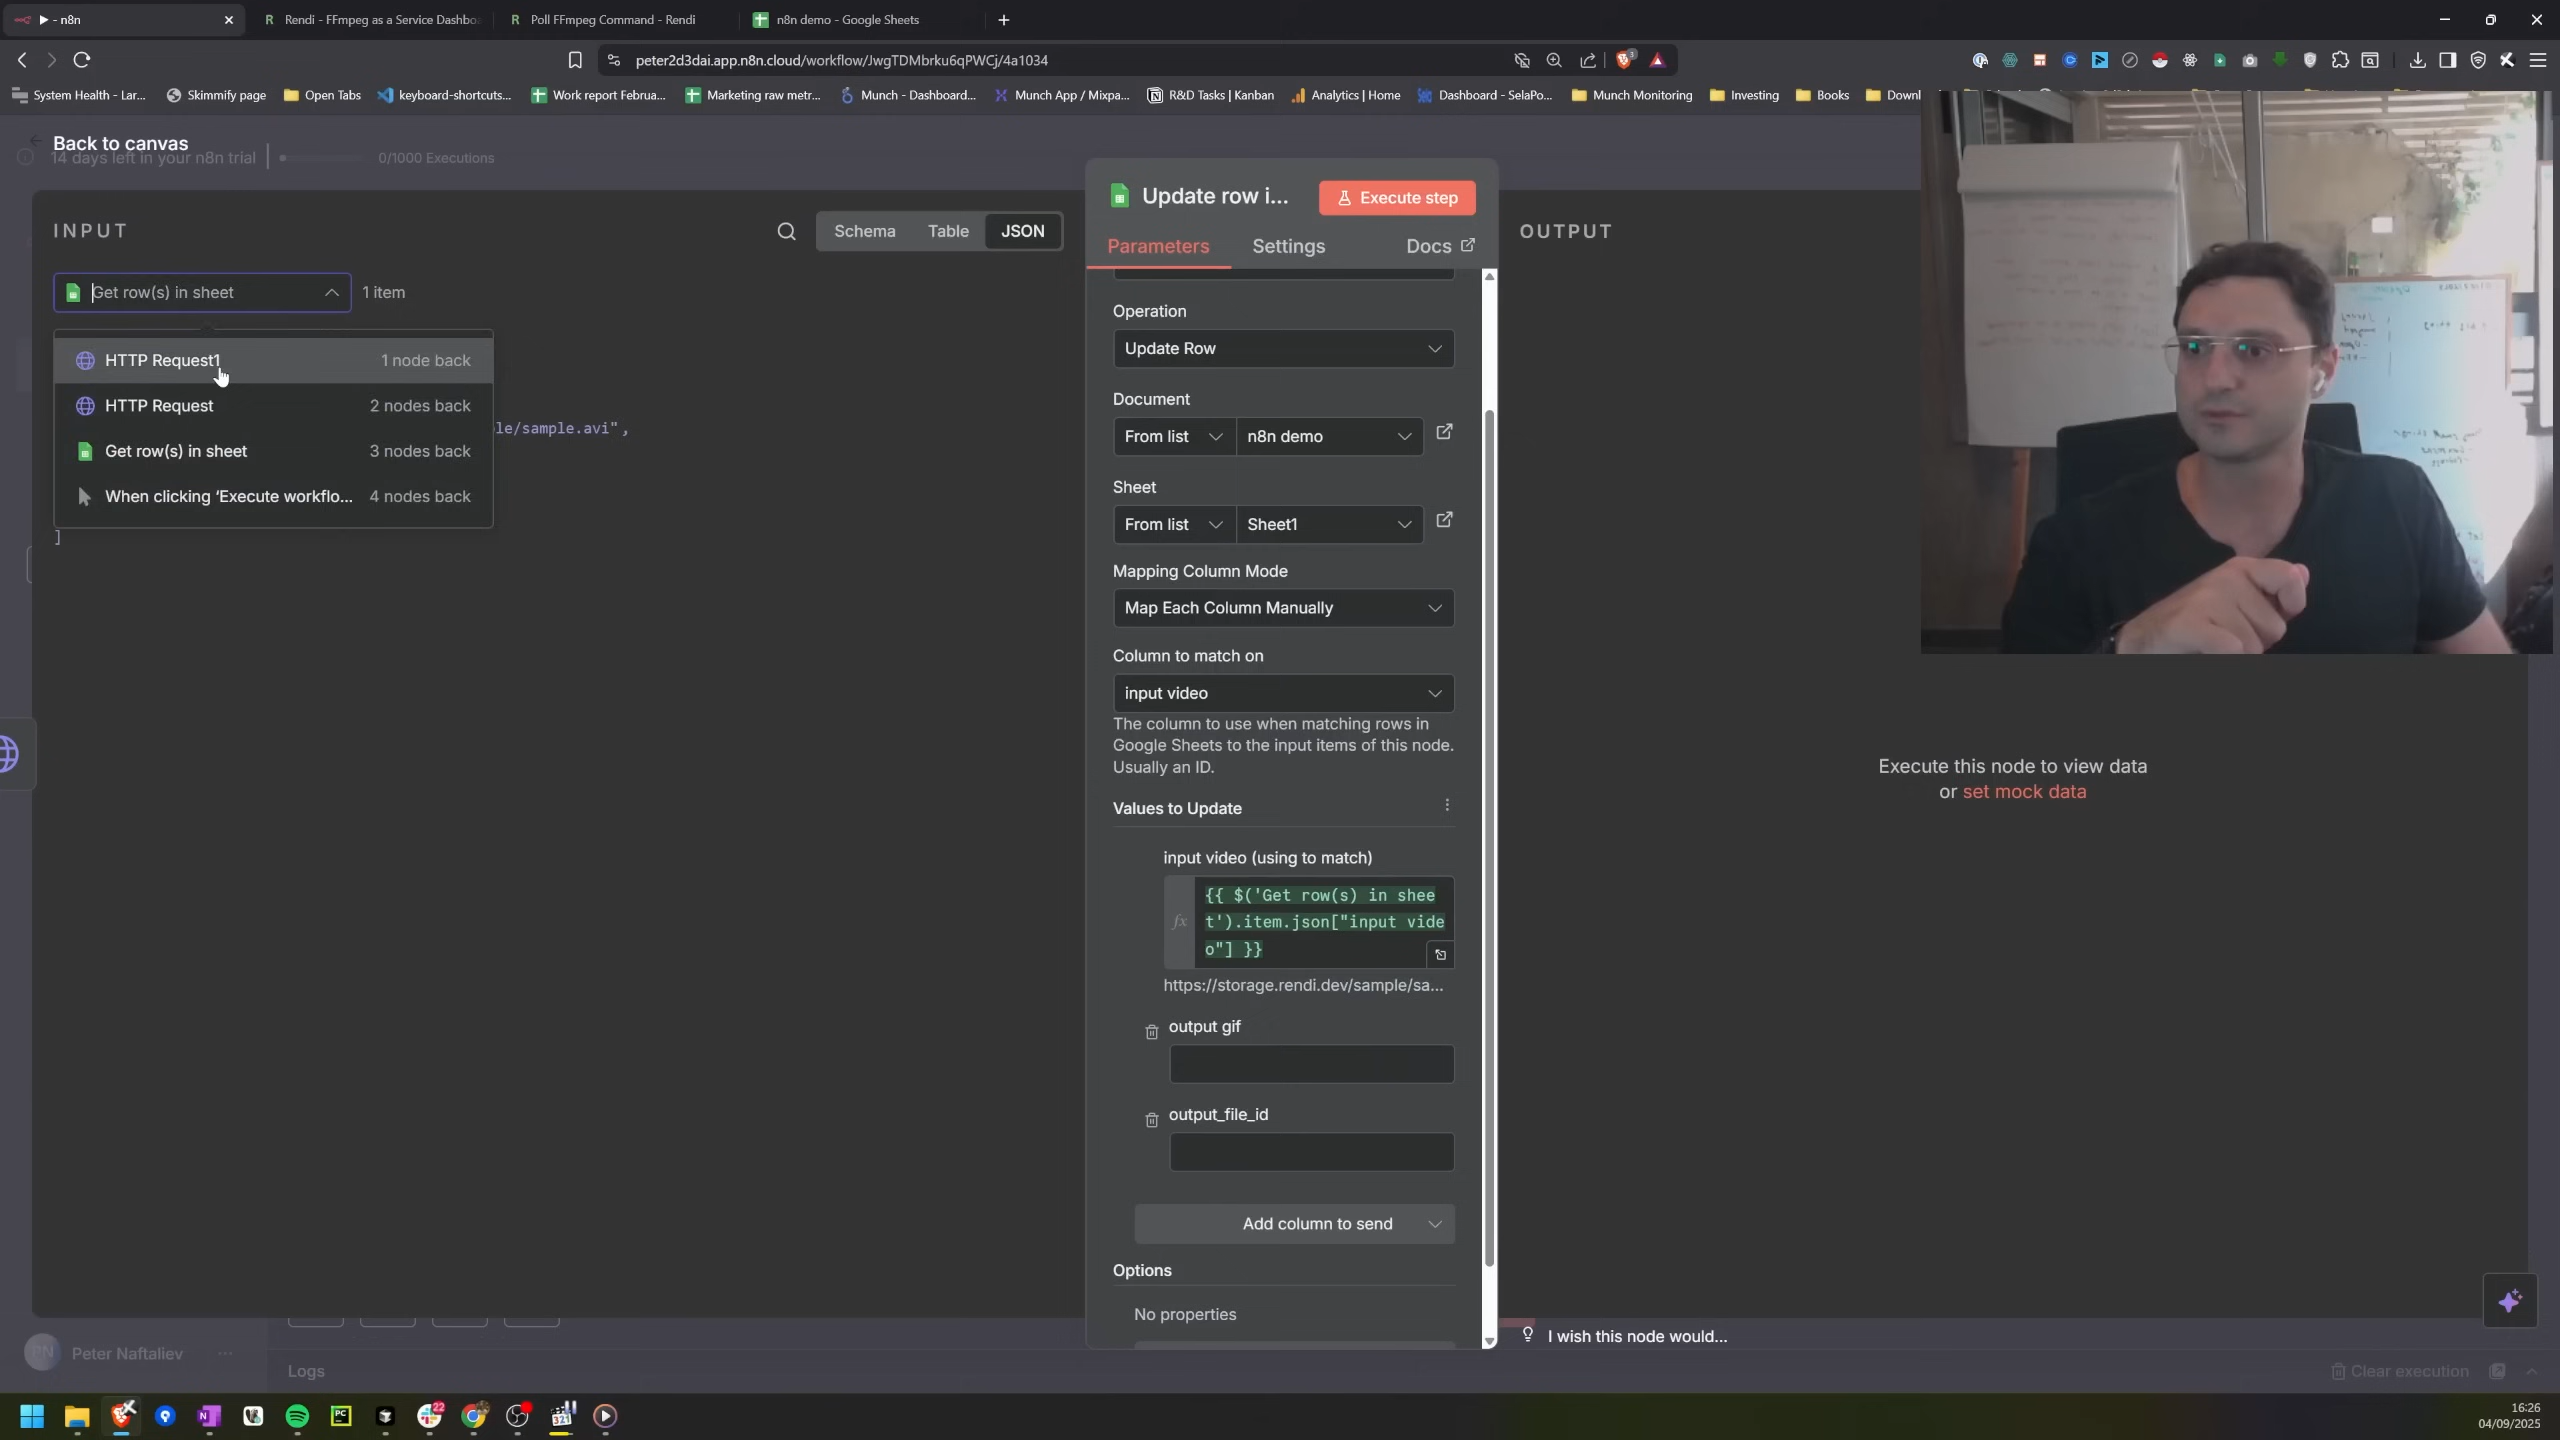 ▶ - n8n
Rendi - FFmpeg as a Service Dashbo
Poll FFmpeg Command - Rendi
n8n demo - Google Sheets
peter2d3dai.app.n8n.cloud/workflow/JwgTDMbrku6qPWCj/4a1034
System Health - Lar...
Skimmify page
Open Tabs
keyboard-shortcuts...
Work report Februa...
Marketing raw metr...
Munch - Dashboard...
Munch App / Mixpa...
R&D Tasks | Kanban
Analytics | Home
Dashboard - SelaPo...
Munch Monitoring
Investing
Books
Downl
Back to canvas
14 days left in your n8n trial
0/1000 Executions
INPUT
Schema
Table
JSON
Get row(s) in sheet
1 item
HTTP Request1
1 node back
HTTP Request
2 nodes back
Get row(s) in sheet
3 nodes back
When clicking ‘Execute workflo...
4 nodes back
le/sample.avi",
]
Update row i...
Execute step
Parameters
Settings
Docs
Operation
Update Row
Document
From list
n8n demo
Sheet
From list
Sheet1
Mapping Column Mode
Map Each Column Manually
Column to match on
input video
The column to use when matching rows in
Google Sheets to the input items of this node.
Usually an ID.
Values to Update
input video (using to match)
fx
{{ $('Get row(s) in shee
t').item.json["input vide
o"] }}
https://storage.rendi.dev/sample/sa...
output gif
output_file_id
Add column to send
Options
No properties
OUTPUT
Execute this node to view data
or set mock data
I wish this node would...
PN
Peter Naftaliev
Logs
Clear execution
22
321
16:26
04/09/2025